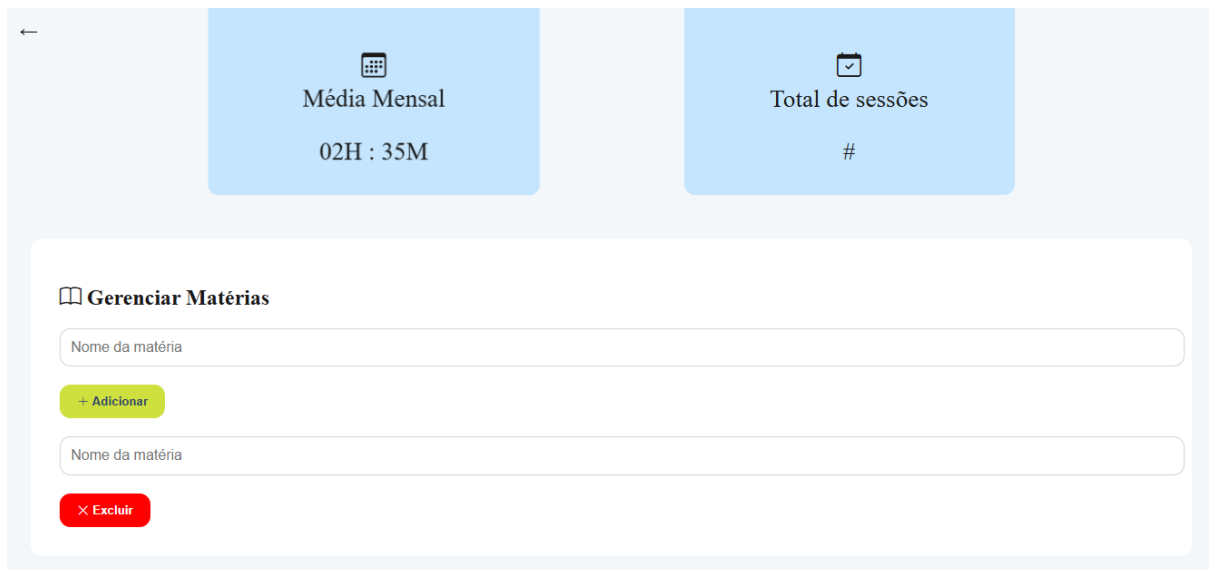 ←
Média Mensal
02H : 35M
Total de sessões
#
Gerenciar Matérias
Nome da matéria
+ Adicionar
Nome da matéria
× Excluir